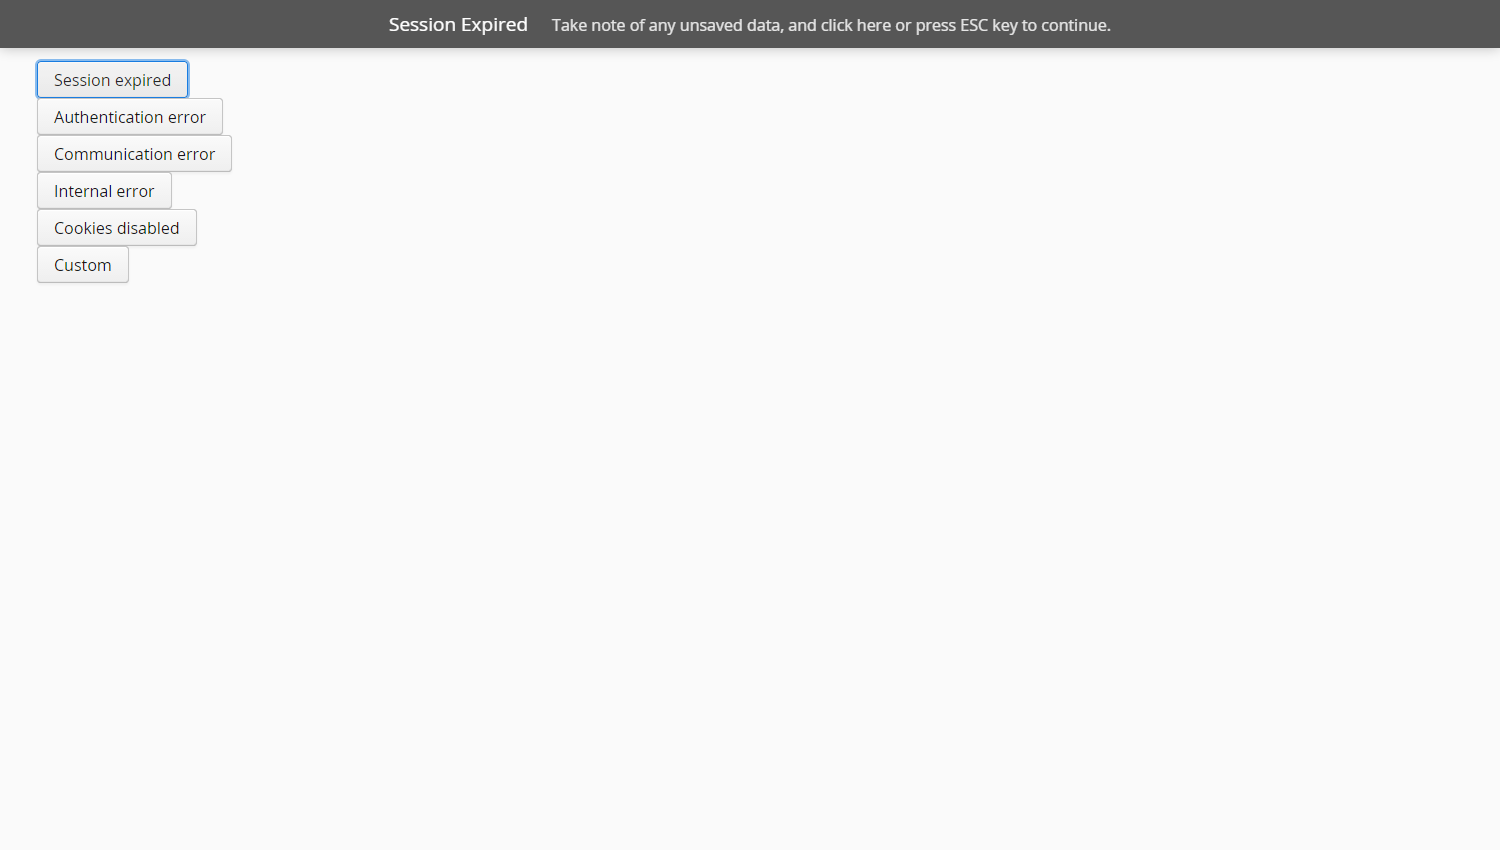 Session Expired Take note of any unsaved data, and click here or press ESC key to continue.
Session expired
Authentication error
Communication error
Internal error
Cookies disabled
Custom